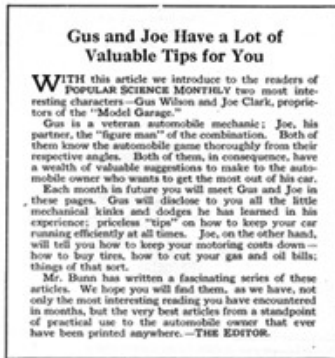 Gus and Joe Have a Lot of
Valuable Tips for You
WITH this article we introduce to the readers of
POPULAR SCIENCE MONTHLY two most inte-
resting characters—Gus Wilson and Joe Clark, proprie-
tors of the "Model Garage."
Gus is a veteran automobile mechanic; Joe, his
partner, the "figure man" of the combination. Both of
them know the automobile game thoroughly from their
respective angles. Both of them, in consequence, have
a wealth of valuable suggestions to make to the auto-
mobile owner who wants to get the most out of his car.
Each month in future you will meet Gus and Joe in
these pages. Gus will disclose to you all the little
mechanical kinks and dodges he has learned in his
experience; priceless "tips" on how to keep your car
running efficiently at all times. Joe, on the other hand,
will tell you how to keep your motoring costs down—
how to buy tires, how to cut your gas and oil bills;
things of that sort.
Mr. Bunn has written a fascinating series of these
articles. We hope you will find them, as we have, not
only the most interesting reading you have encountered
in months, but the very best articles from a standpoint
of practical use to the automobile owner that ever
have been printed anywhere.—THE EDITOR.